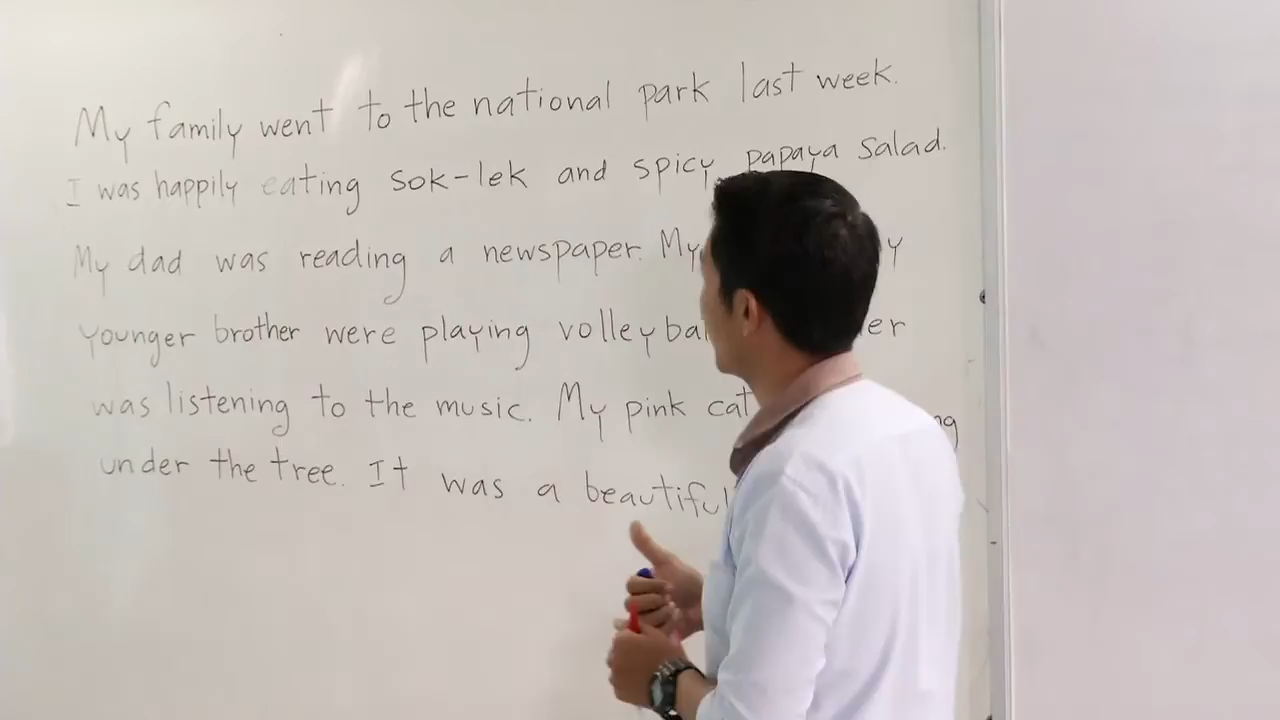 My family went to the national park last week.
I was happily eating sok-lek and spicy papaya salad.
My dad was reading a newspaper. My
younger brother were playing volleybal
was listening to the music. My pink cat
under the tree. It was a beautiful